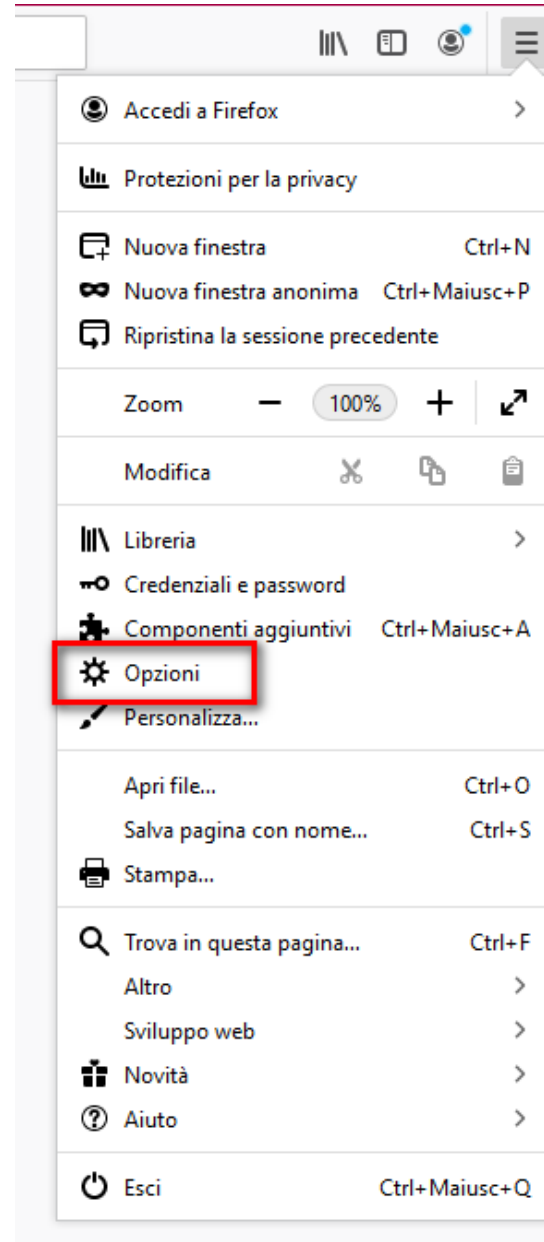 Accedi a Firefox
Protezioni per la privacy
Nuova finestra Ctrl+N
Nuova finestra anonima Ctrl+Maiusc+P
Ripristina la sessione precedente
Zoom 100%
Modifica
Libreria
Credenziali e password
Componenti aggiuntivi Ctrl+Maiusc+A
Opzioni
Personalizza...
Apri file... Ctrl+O
Salva pagina con nome... Ctrl+S
Stampa...
Trova in questa pagina... Ctrl+F
Altro
Sviluppo web
Novità
Aiuto
Esci Ctrl+Maiusc+Q